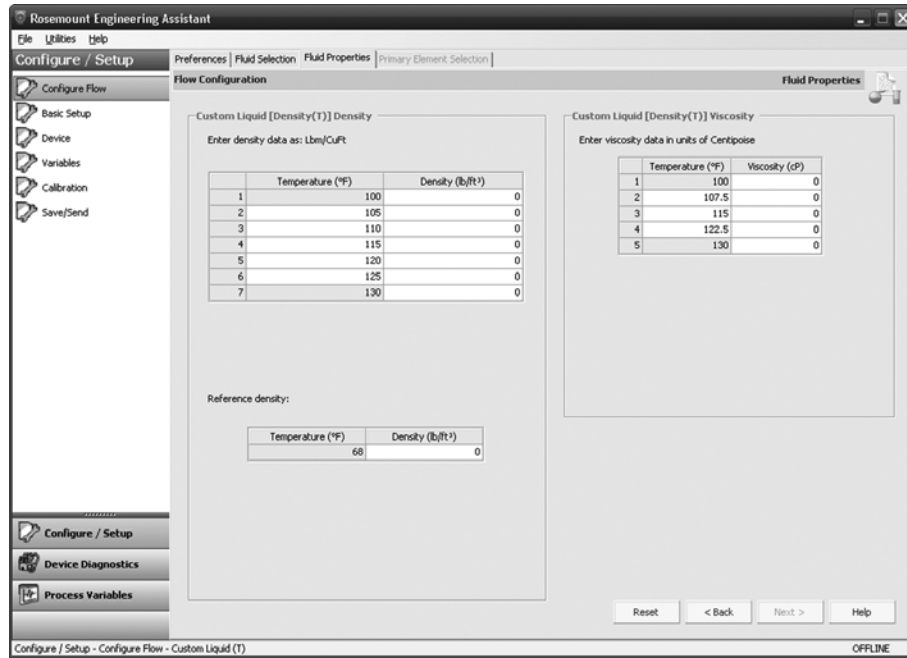 Rosemount Engineering Assistant
File Utilities Help
Configure / Setup
Preferences Fluid Selection Fluid Properties Primary Element Selection
Configure Flow
Basic Setup
Device
Variables
Calibration
Save/Send
Flow Configuration Fluid Properties
Custom Liquid [Density(T)] Density
Enter density data as: Lbm/CuFt
Temperature (°F) Density (lb/ft³)
1 100 0
2 105 0
3 110 0
4 115 0
5 120 0
6 125 0
7 130 0
Reference density:
Temperature (°F) Density (lb/ft³)
68 0
Custom Liquid [Density(T)] Viscosity
Enter viscosity data in units of Centipoise
Temperature (°F) Viscosity (cP)
1 100 0
2 107.5 0
3 115 0
4 122.5 0
5 130 0
Configure / Setup
Device Diagnostics
Process Variables
Reset < Back Next > Help
Configure / Setup - Configure Flow - Custom Liquid (T) OFFLINE